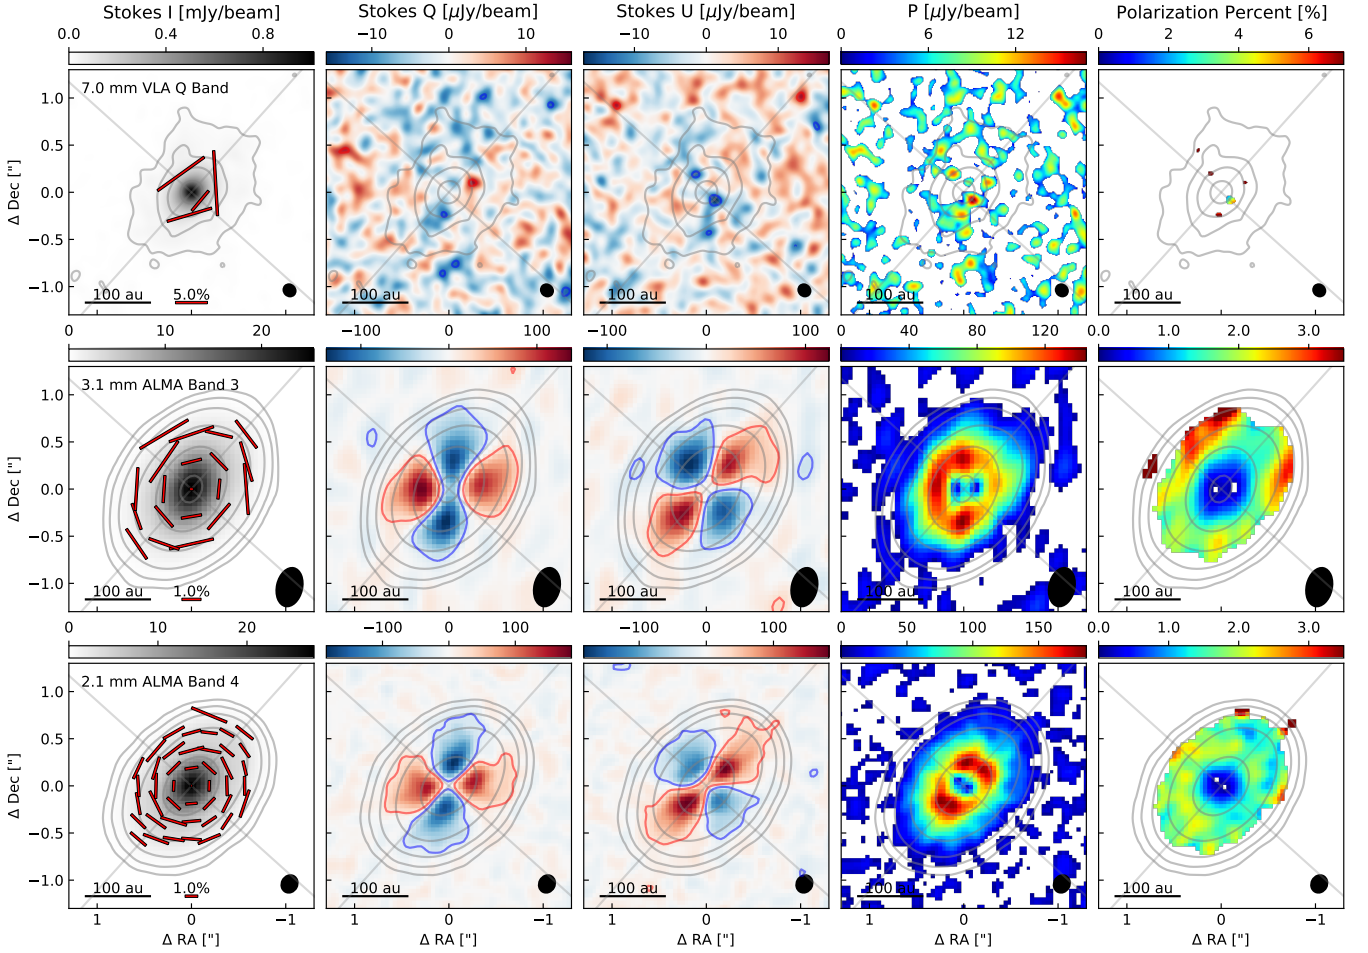 Stokes I [mJy/beam] Stokes Q [μJy/beam] Stokes U [μJy/beam] P [μJy/beam] Polarization Percent [%]
0.0 0.4 0.8 −10 0 10 −10 0 10 0 6 12 0 2 4 6
7.0 mm VLA Q Band
1.0
0.5
0.0
−0.5
−1.0
Δ Dec ["]
100 au 5.0% 100 au 100 au 100 au 100 au
0 10 20 −100 0 100 −100 0 100 0 40 80 120 0.0 1.0 2.0 3.0
3.1 mm ALMA Band 3
1.0
0.5
0.0
−0.5
−1.0
Δ Dec ["]
100 au 1.0% 100 au 100 au 100 au 100 au
0 10 20 −100 0 100 −100 0 100 0 50 100 150 0.0 1.0 2.0 3.0
2.1 mm ALMA Band 4
1.0
0.5
0.0
−0.5
−1.0
Δ Dec ["]
100 au 1.0% 100 au 100 au 100 au 100 au
1 0 −1 1 0 −1 1 0 −1
0 −1 0 −1
Δ RA ["] Δ RA ["] Δ RA ["] Δ RA ["] Δ RA ["]